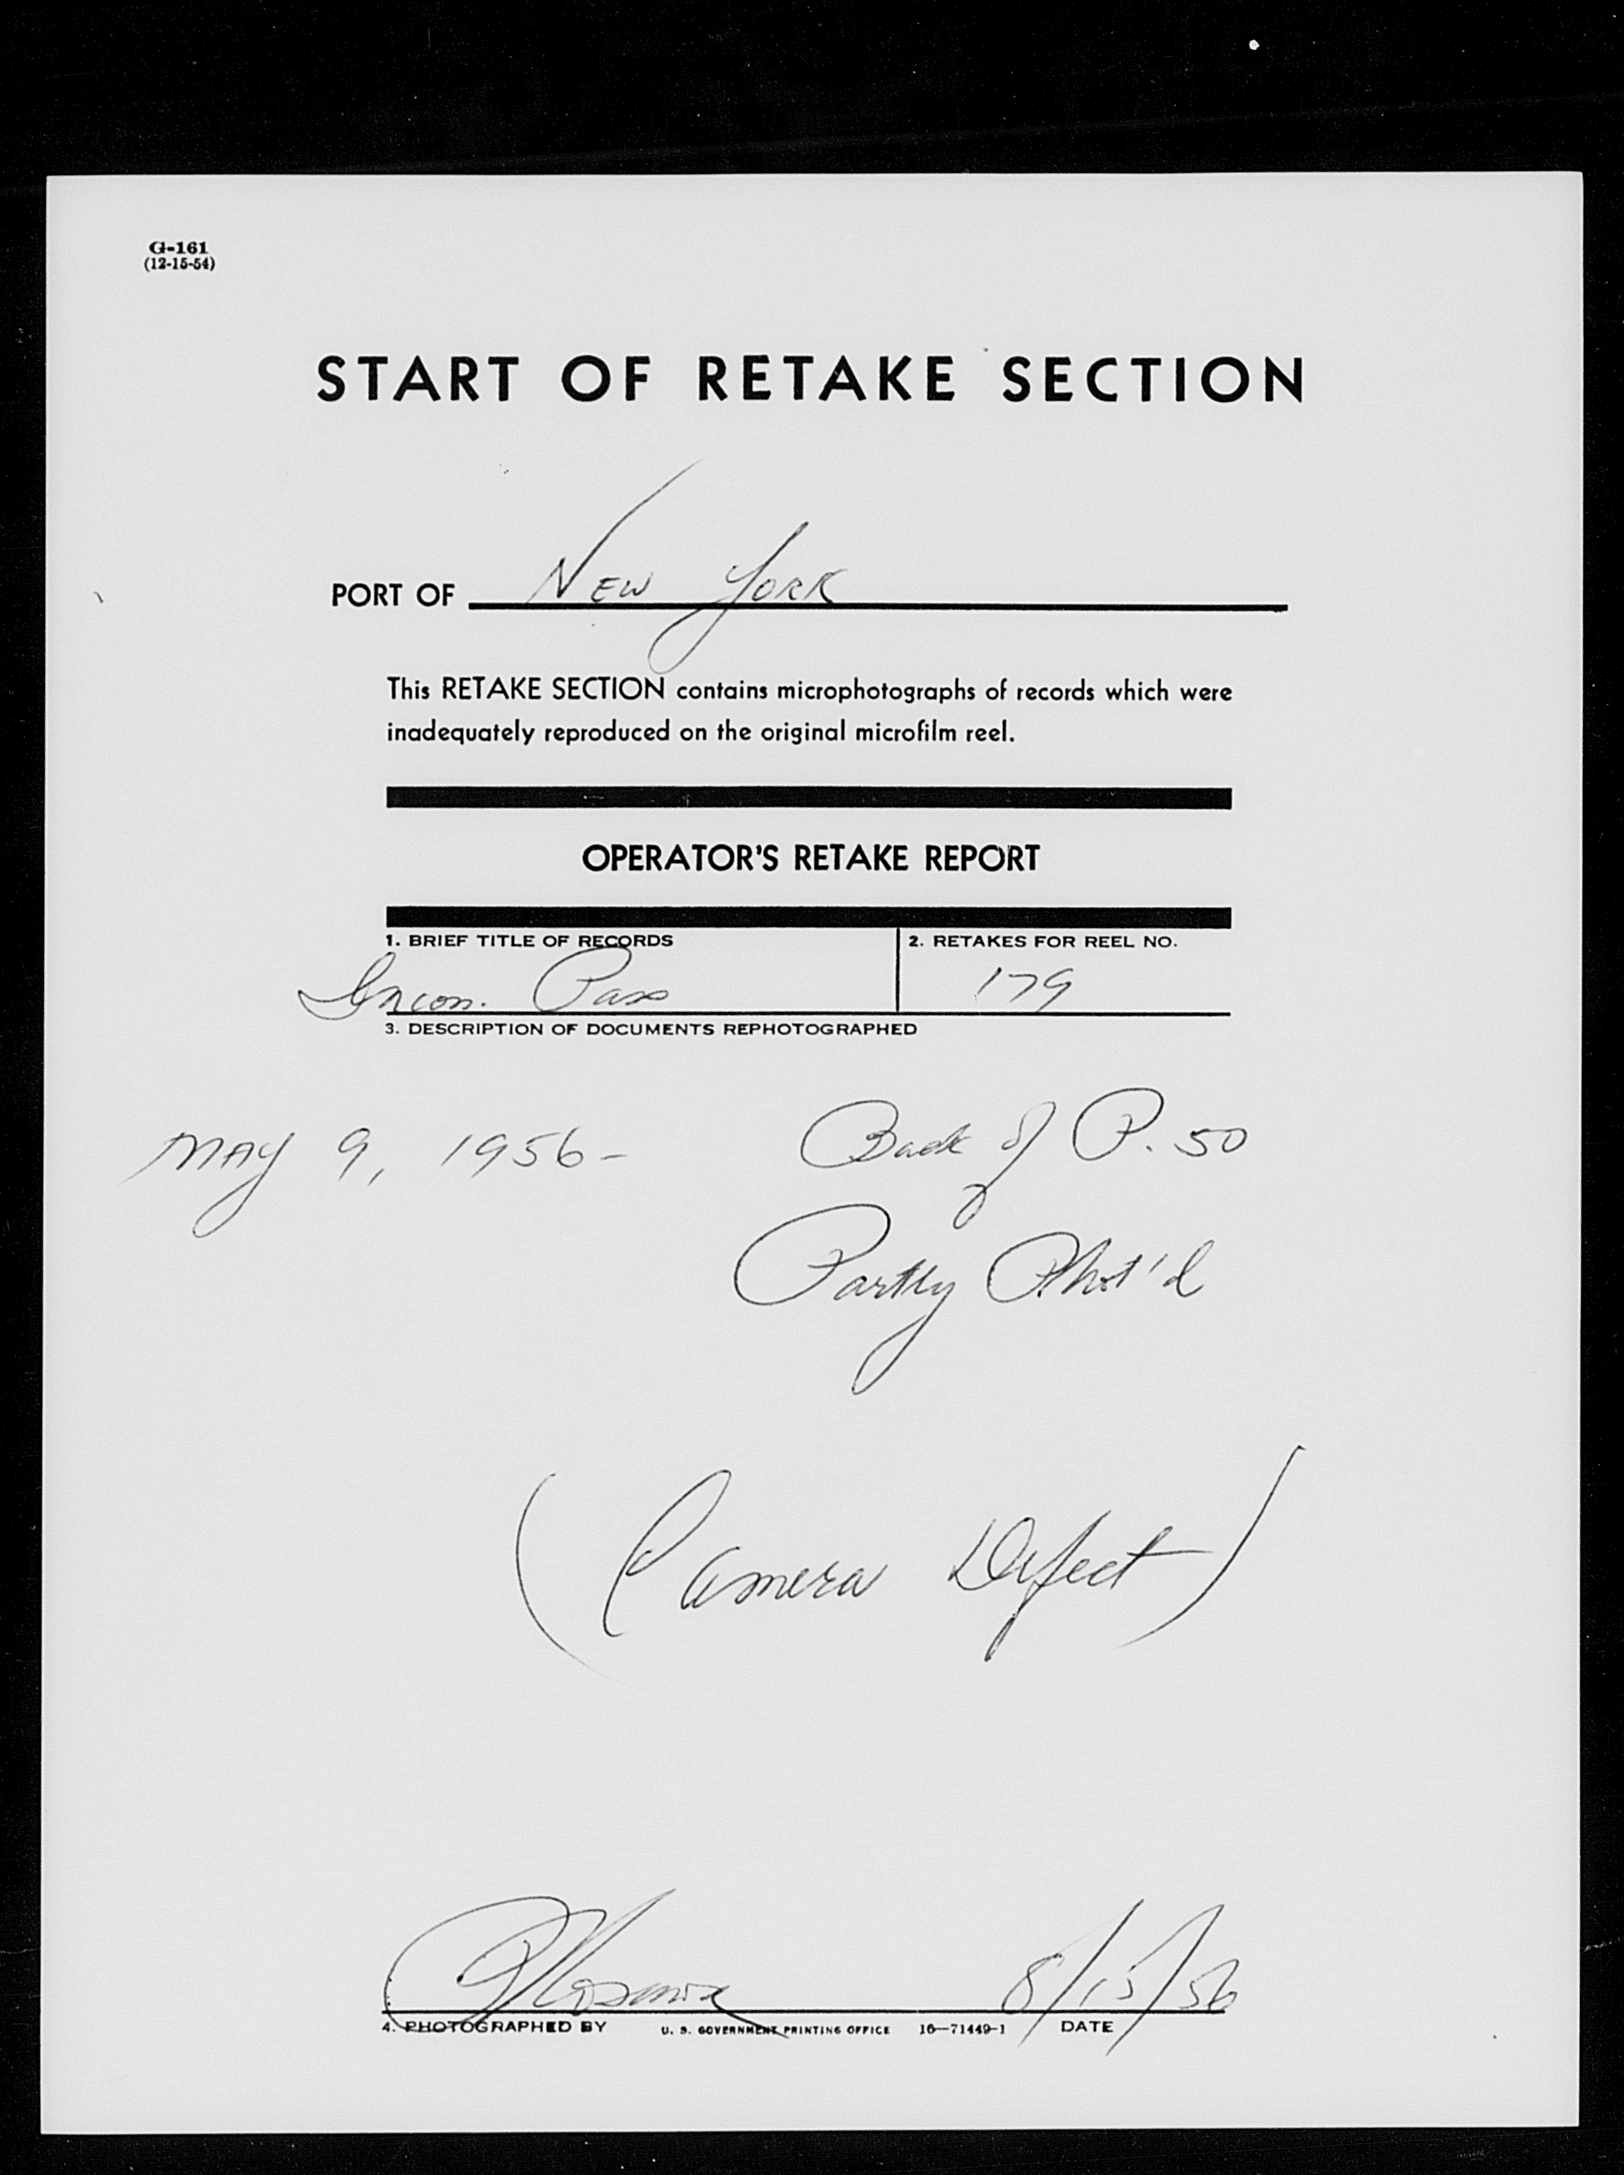 G-161
(12-15-54)
START OF RETAKE SECTION
PORT OF NEW YORK
This RETAKE SECTION contains microphotographs of records which were
inadequately reproduced on the original microfilm reel.
OPERATOR'S RETAKE REPORT
1. BRIEF TITLE OF RECORDS
2. RETAKES FOR REEL NO.
Incom. Pass
179
3. DESCRIPTION OF DOCUMENTS REPHOTOGRAPHED
MAY 9, 1956- Back of P. 50
Partly Phot'd
(Camera Defect)
8/15/56
4. PHOTOGRAPHED BY U. S. GOVERNMENT PRINTING OFFICE 16—71449-1 DATE